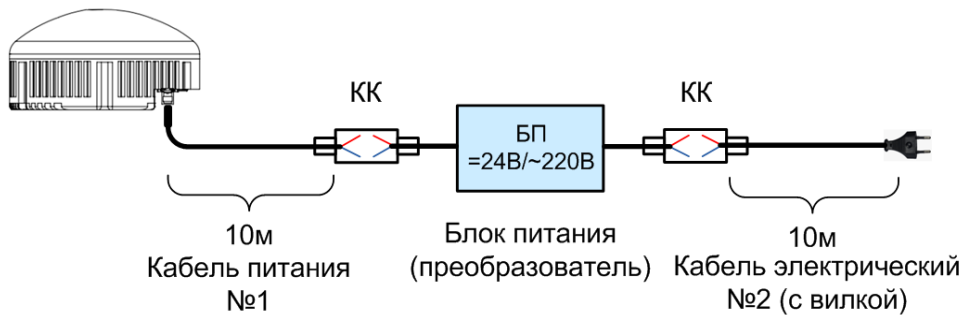 КК
КК
БП
=24В/~220В
10м
Кабель питания
№1
Блок питания
(преобразователь)
10м
Кабель электрический
№2 (с вилкой)